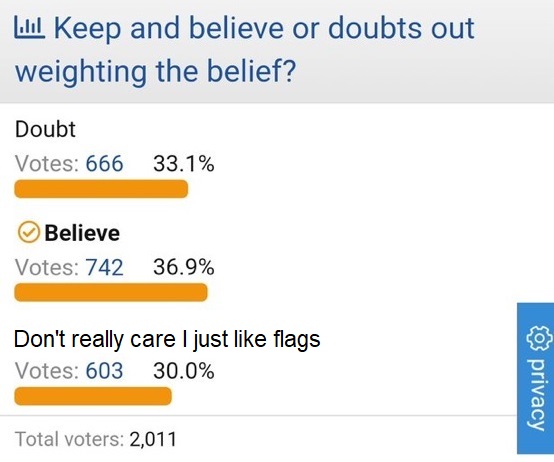 Keep and believe or doubts out
weighting the belief?
Doubt
Votes: 666 33.1%
Believe
Votes: 742 36.9%
Don't really care I just like flags
Votes: 603 30.0%
Total voters: 2,011
privacy